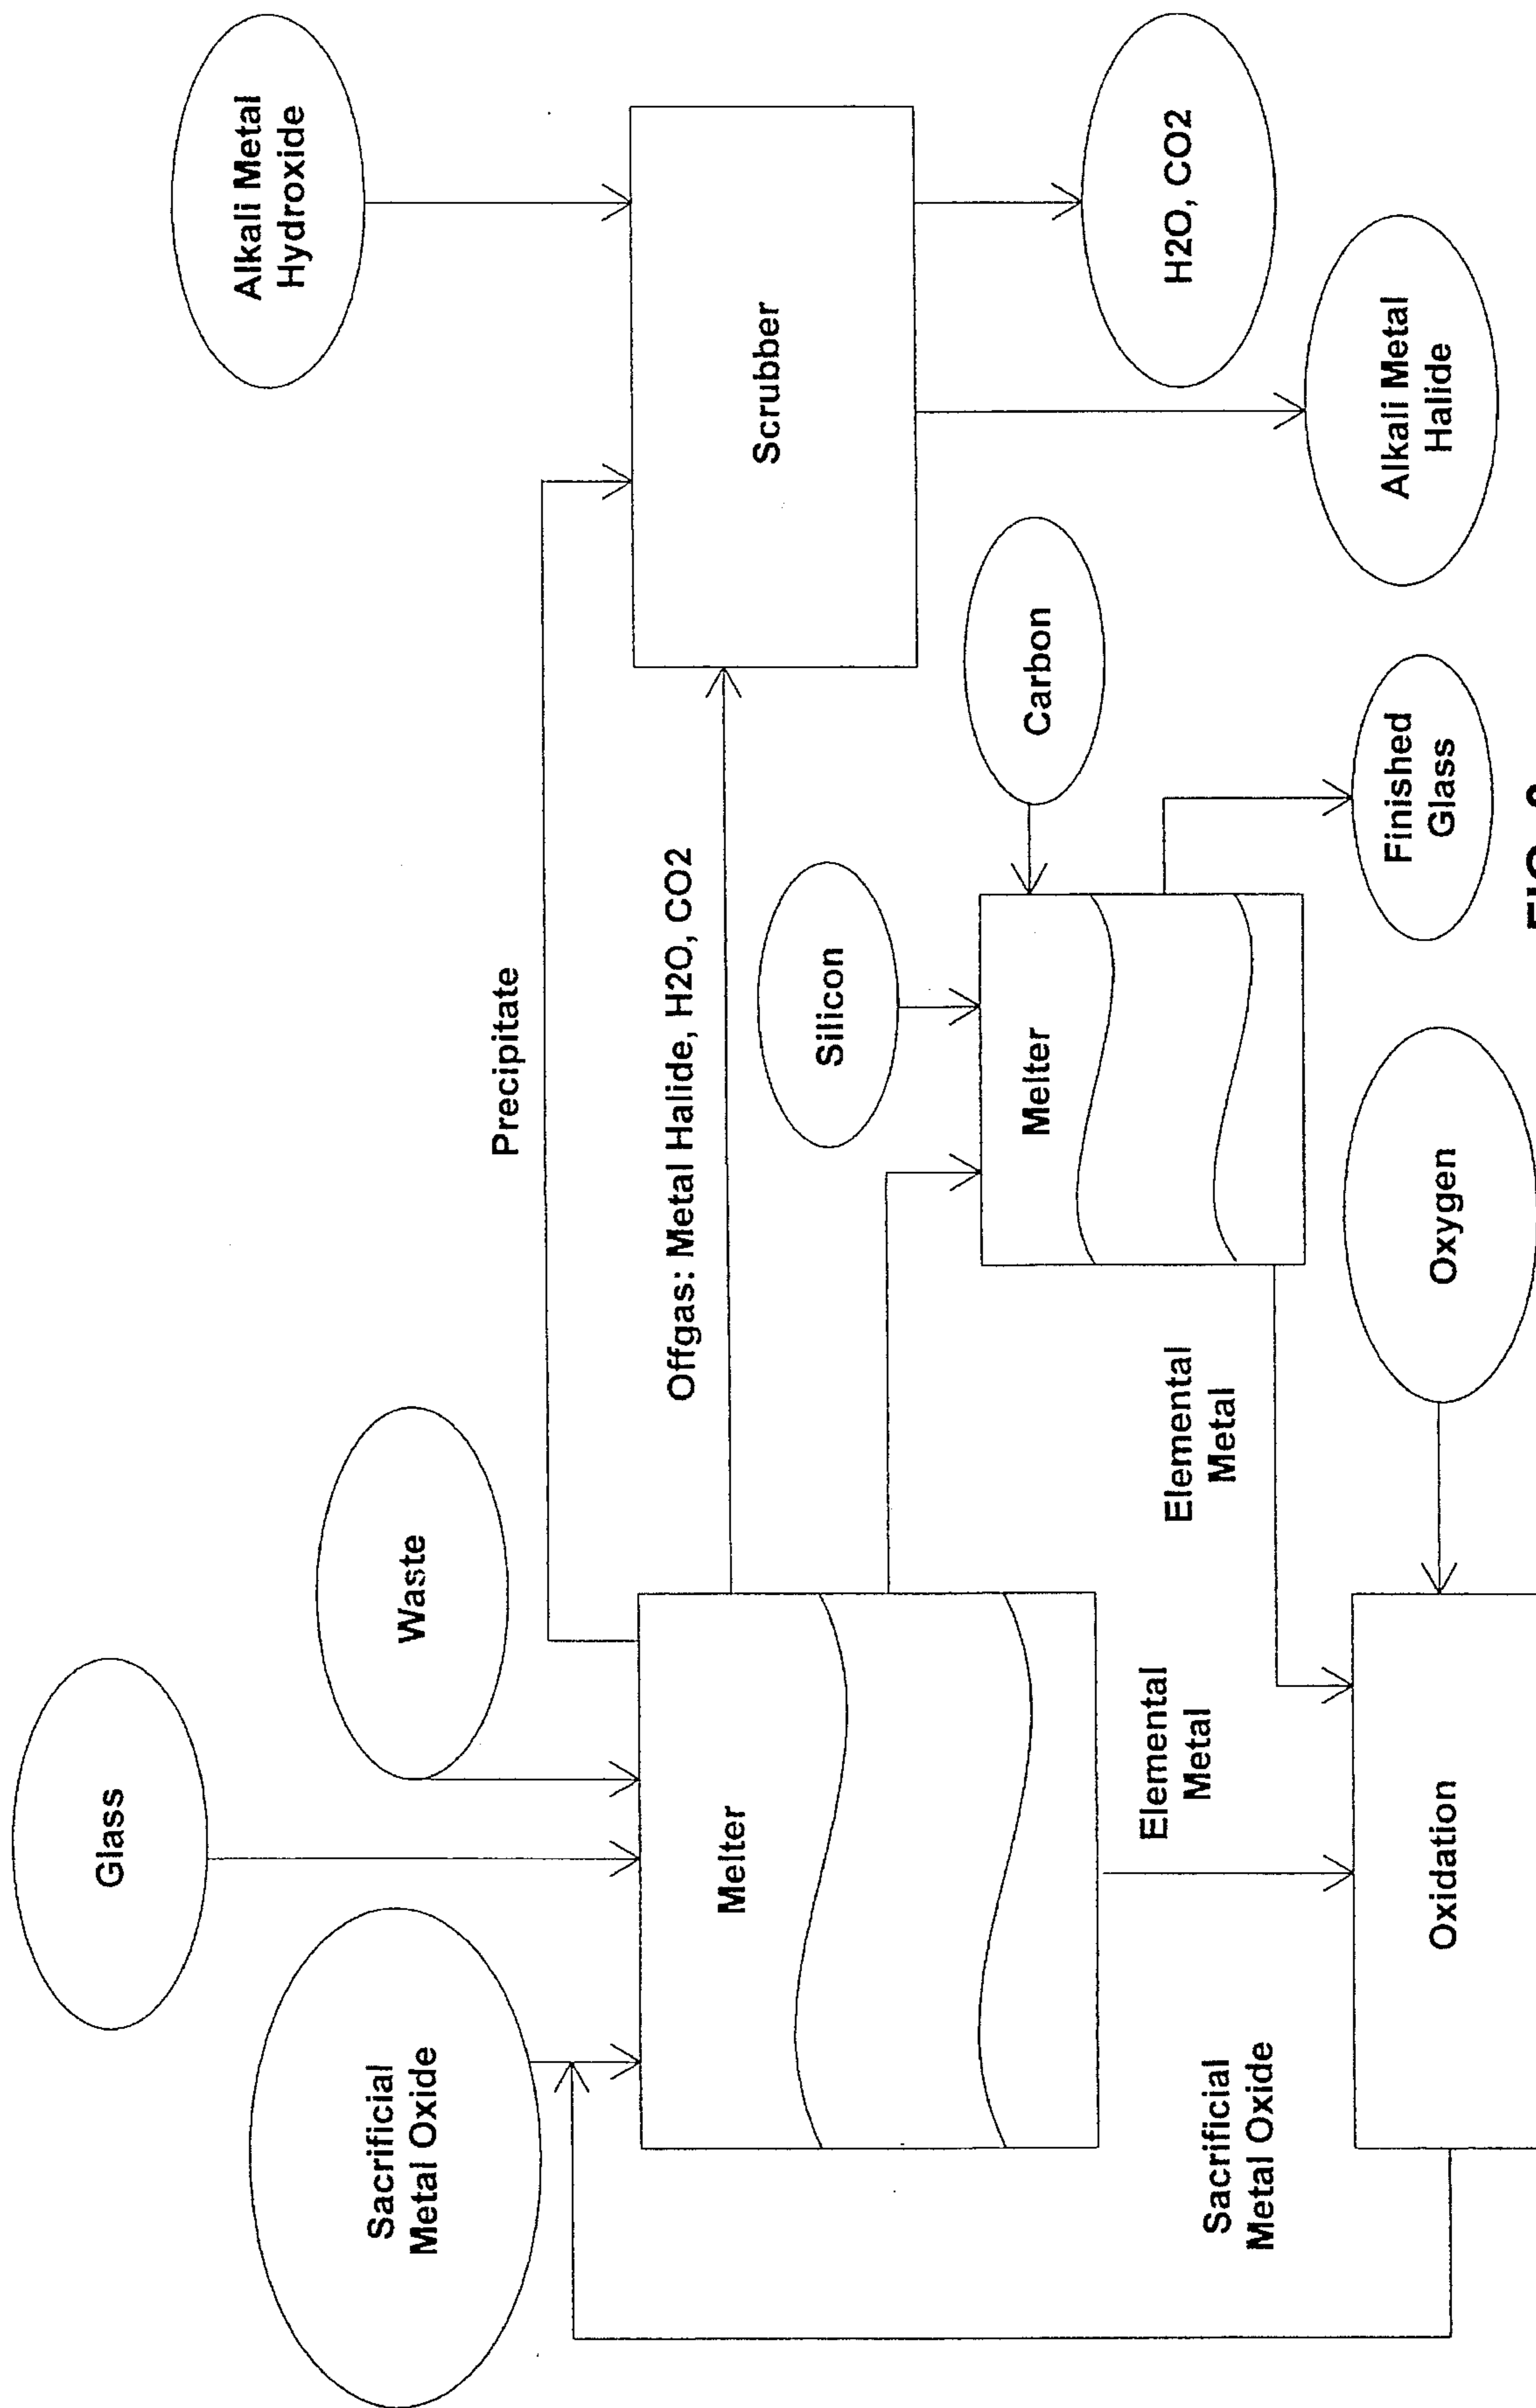 Glass
Alkali Metal
Hydroxide
Sacrificial
Metal Oxide
Waste
Precipitate
Offgas: Metal Halide, H2O, CO2
Melter
Scrubber
Silicon
Melter
Carbon
Elemental
Metal
Elemental
Metal
H2O, CO2
Sacrificial
Metal Oxide
Alkali Metal
Halide
Finished
Glass
Oxidation
Oxygen
FIG.